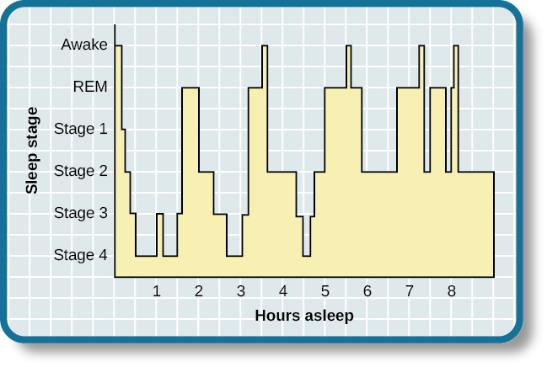 Awake
REM
Stage 1
Stage 2
Stage 3
Stage 4
Sleep stage
1 2 3 4 5 6 7 8
Hours asleep